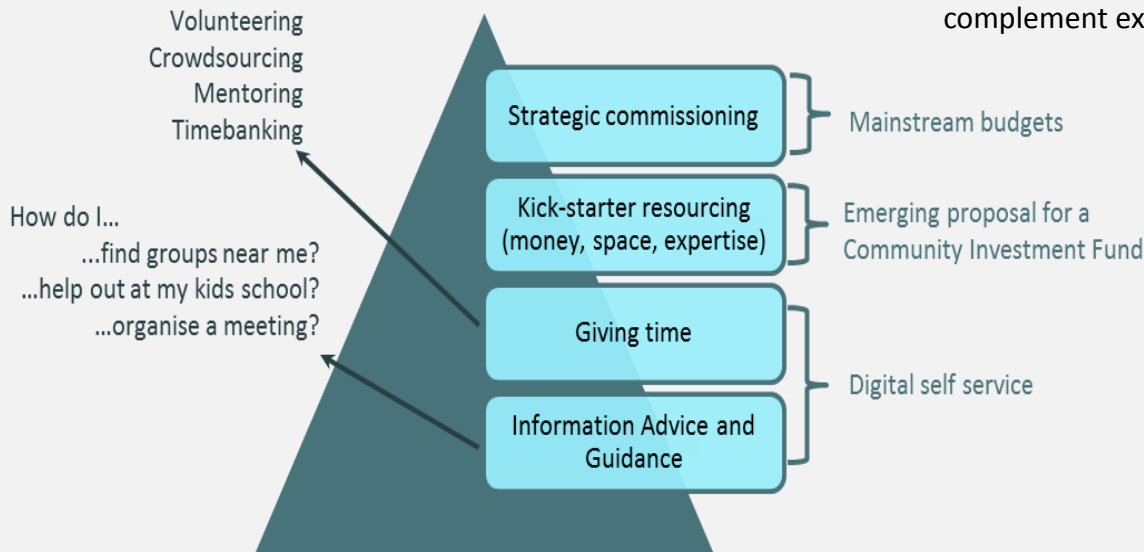 complement ex
Volunteering
Crowdsourcing
Mentoring
Timebanking
How do I...
...find groups near me?
...help out at my kids school?
...organise a meeting?
Strategic commissioning
Mainstream budgets
Kick-starter resourcing
(money, space, expertise)
Emerging proposal for a
Community Investment Fund
Giving time
Digital self service
Information Advice and
Guidance